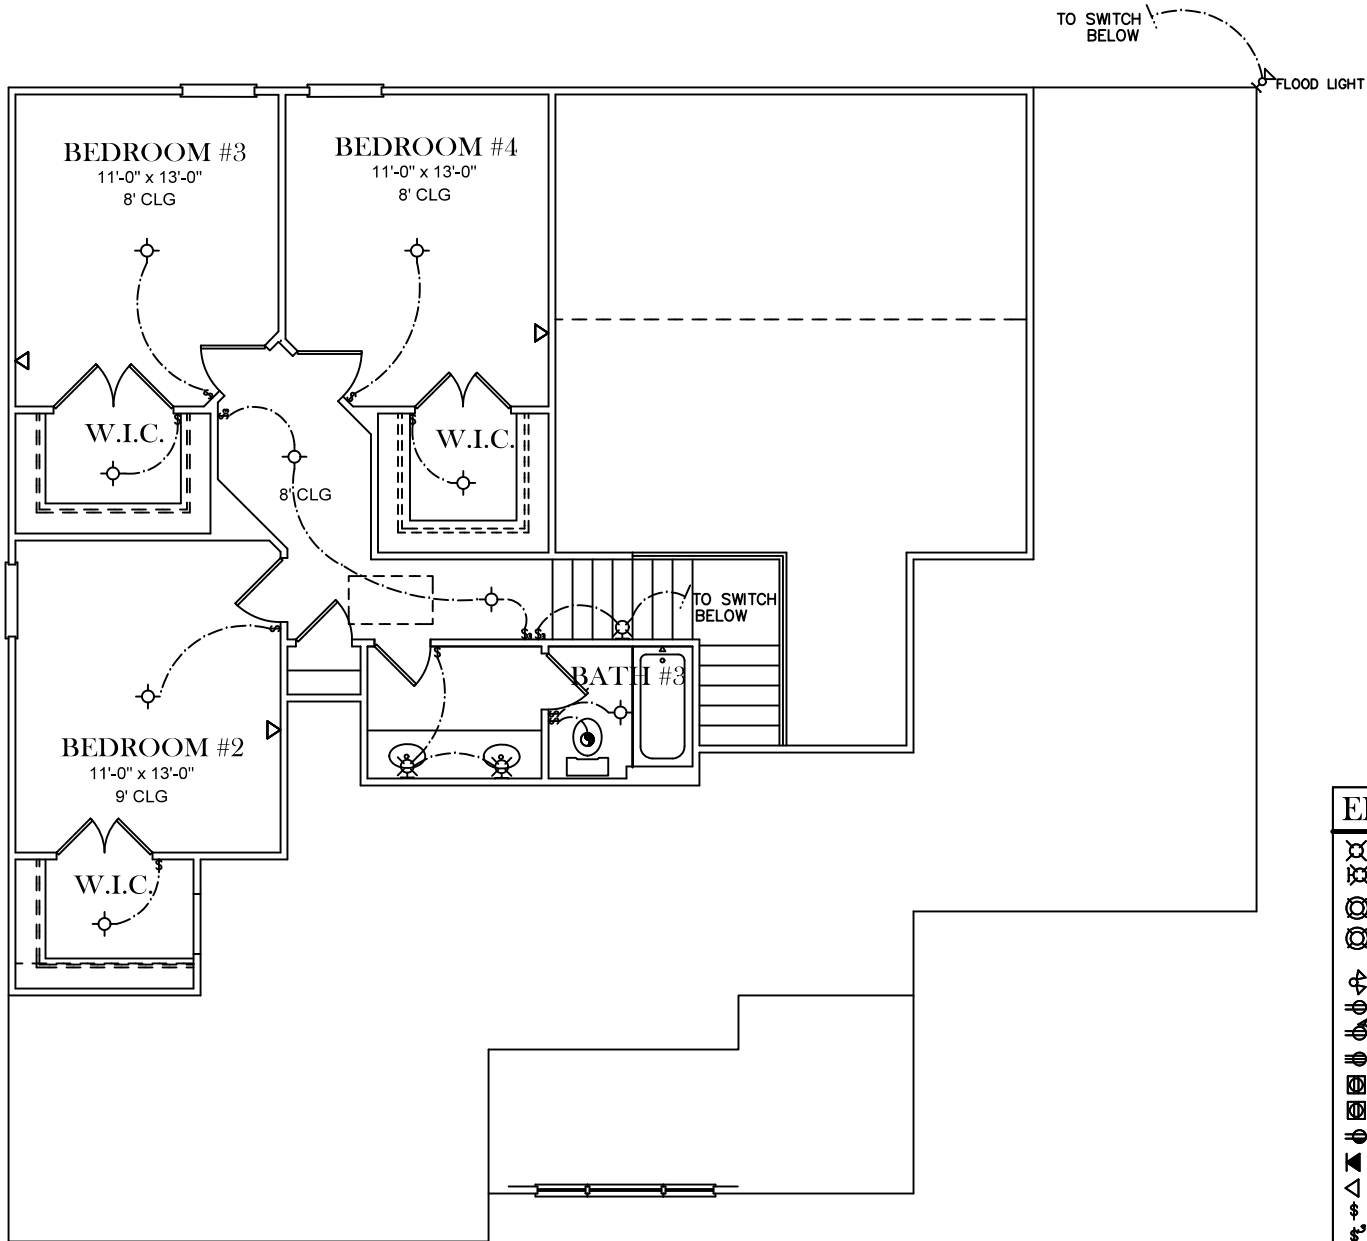 TO SWITCH
BELOW
FLOOD LIGHT
BEDROOM #3
11'-0" x 13'-0"
8' CLG
BEDROOM #4
11'-0" x 13'-0"
8' CLG
W.I.C.
W.I.C.
8' CLG
TO SWITCH
BELOW
BATH #3
BEDROOM #2
11'-0" x 13'-0"
9' CLG
W.I.C.